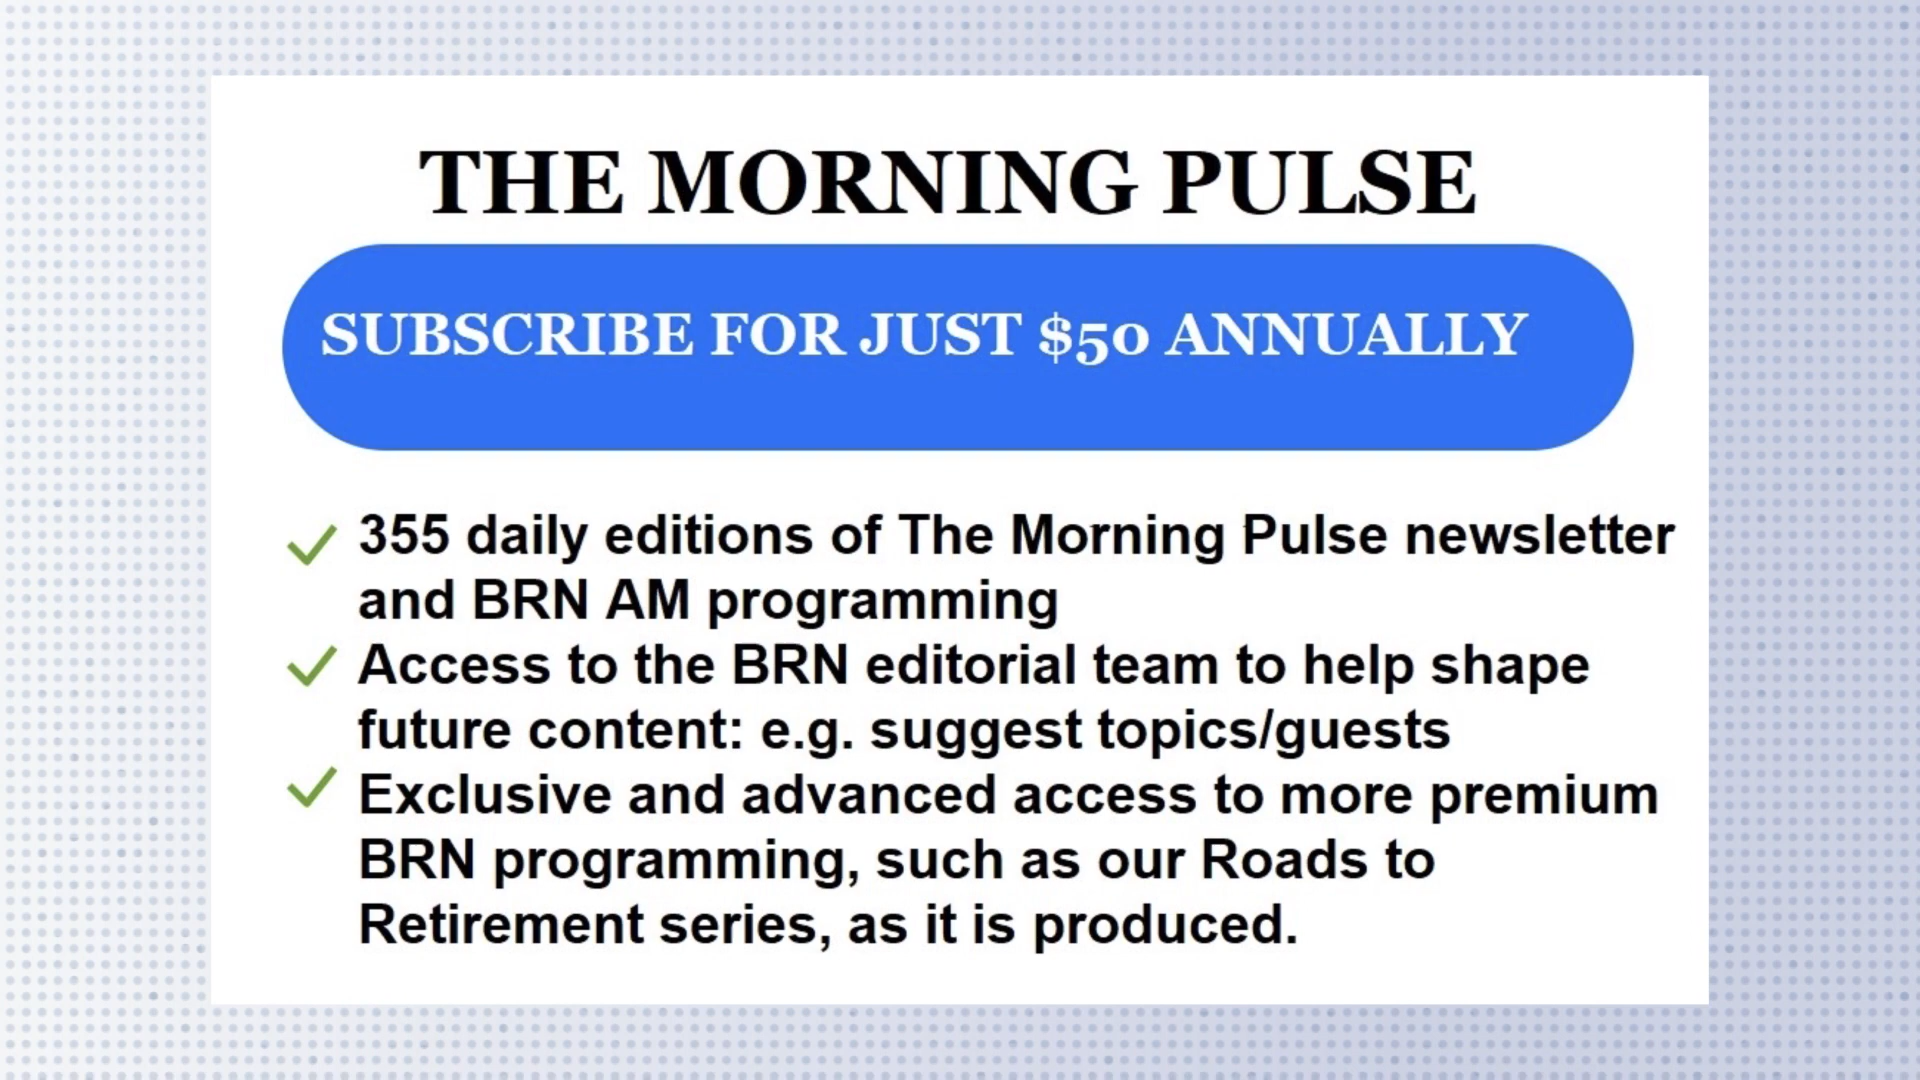 THE MORNING PULSE
SUBSCRIBE FOR JUST $50 ANNUALLY
355 daily editions of The Morning Pulse newsletter
and BRN AM programming
Access to the BRN editorial team to help shape
future content: e.g. suggest topics/guests
Exclusive and advanced access to more premium
BRN programming, such as our Roads to
Retirement series, as it is produced.